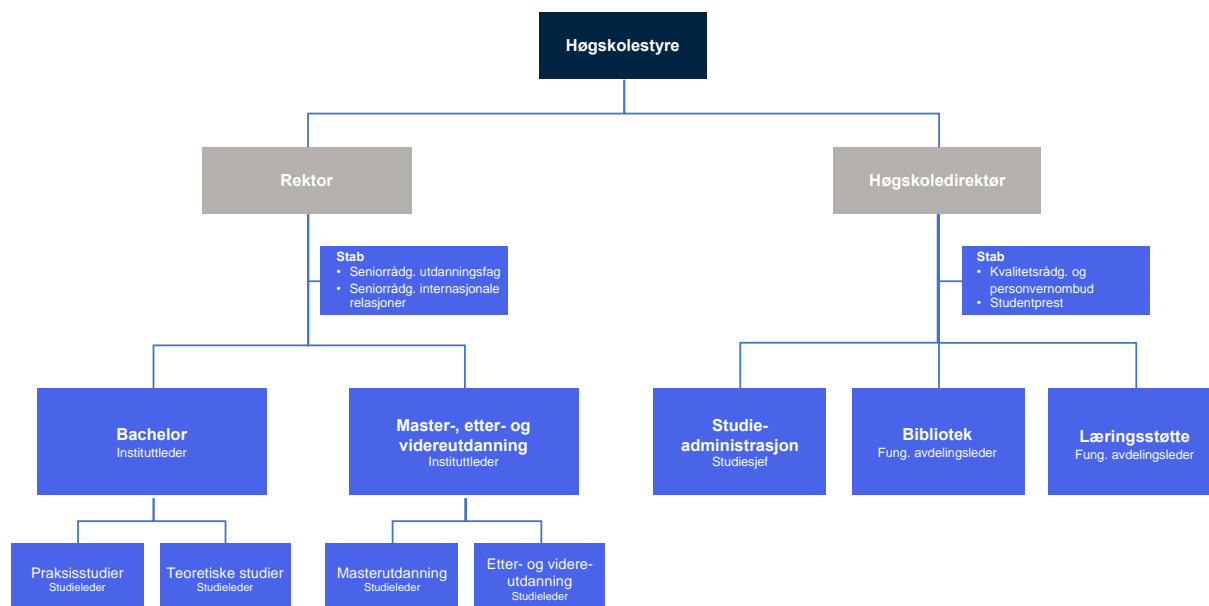 Høgskolestyre
Rektor
Høgskoledirektør
Stab
• Seniorrådg. utdanningsfag
• Seniorrådg. internasjonale
relasjoner
Stab
• Kvalitetsrådg. og
personvernombud
• Studentprest
Bachelor
Instituttleder
Master-, etter- og
videreutdanning
Instituttleder
Studie-
administrasjon
Studiesjef
Bibliotek
Fung. avdelingsleder
Læringsstøtte
Fung. avdelingsleder
Praksisstudier
Studieleder
Teoretiske studier
Studieleder
Masterutdanning
Studieleder
Etter- og videre-
utdanning
Studieleder